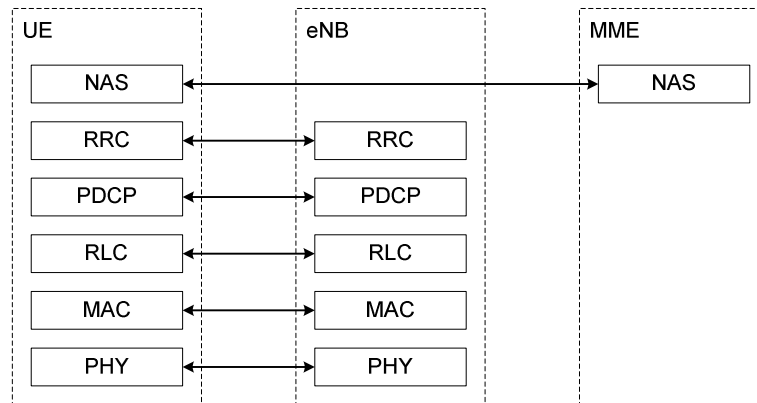 UE eNB MME
NAS NAS
RRC RRC
PDCP PDCP
RLC RLC
MAC MAC
PHY PHY